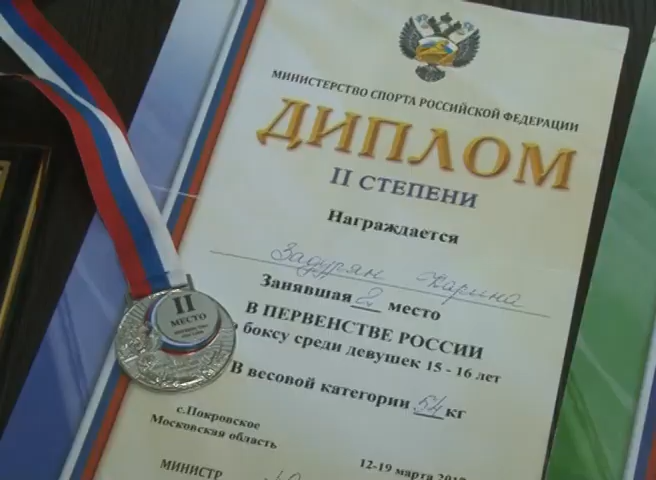 МИНИСТЕРСТВО СПОРТА РОССИЙСКОЙ ФЕДЕРАЦИИ
ДИПЛОМ
II СТЕПЕНИ
Награждается
Задурян Карина
Занявшая 2 место
В ПЕРВЕНСТВЕ РОССИИ
боксу среди девушек 15 - 16 лет
В весовой категории 54 кг
с.Покровское
Московская область
12-19 марта
МИНИСТР
II
МЕСТО